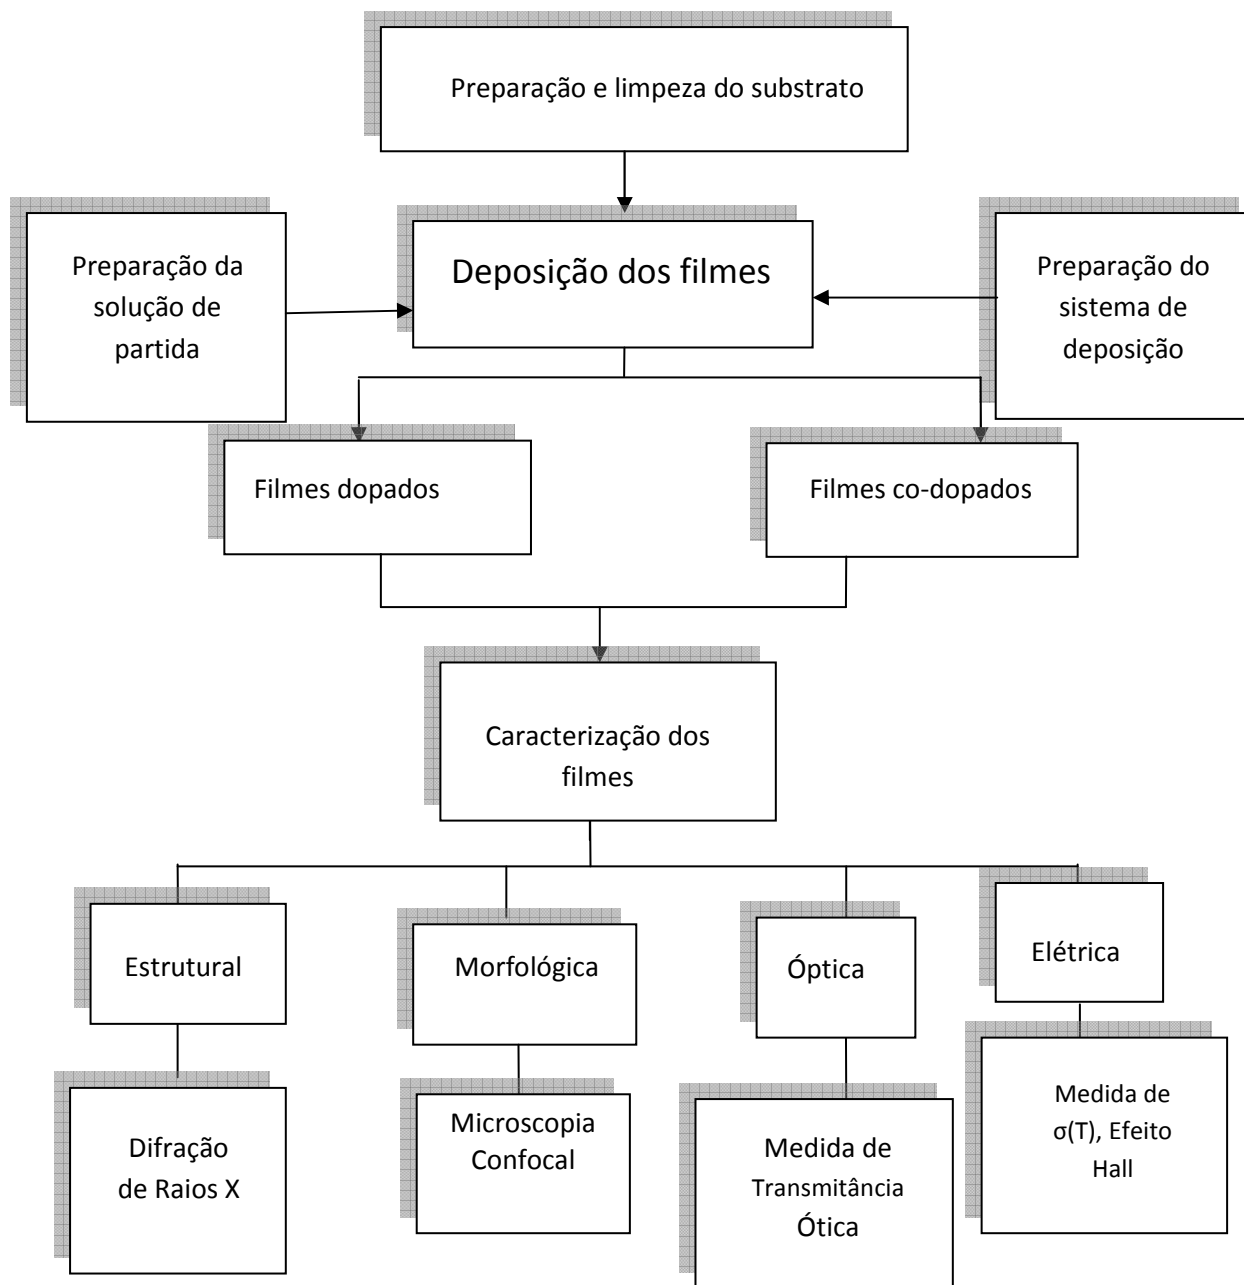 Preparação e limpeza do substrato
Preparação da
solução de
partida
Deposição dos filmes
Preparação do
sistema de
deposição
Filmes dopados
Filmes co-dopados
Caracterização dos
filmes
Estrutural
Morfológica
Óptica
Elétrica
Difração
de Raios X
Microscopia
Confocal
Medida de
Transmitância
Ótica
Medida de
σ(T), Efeito
Hall